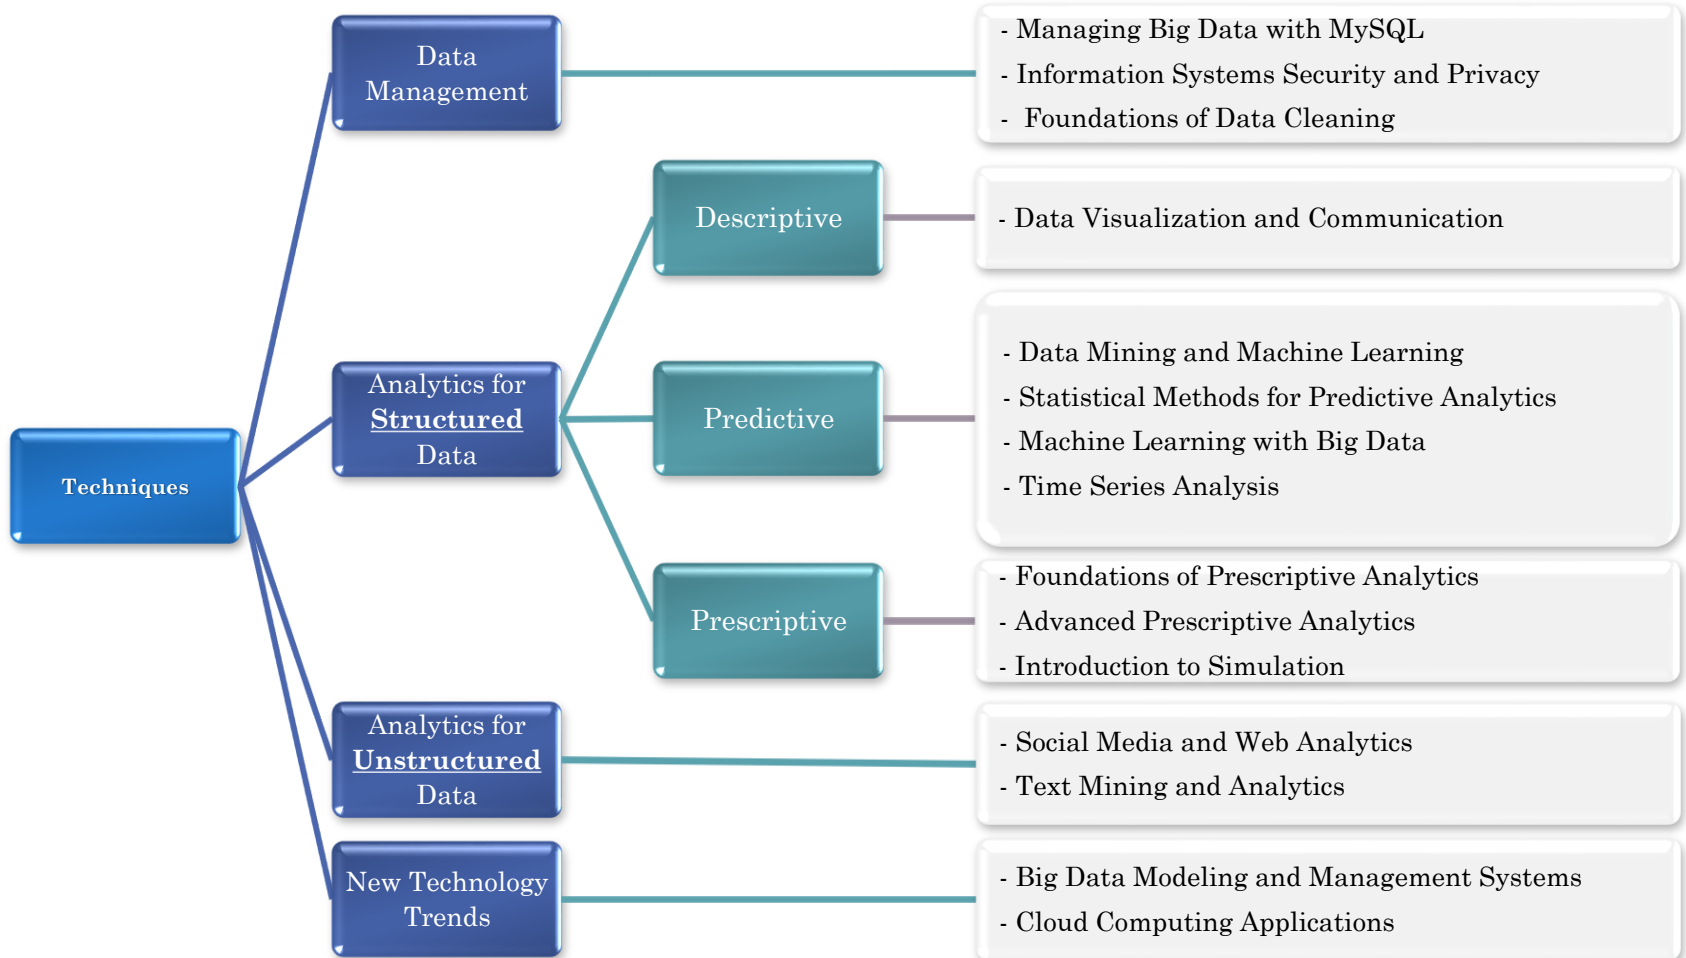 Techniques
Data
Management
- Managing Big Data with MySQL
- Information Systems Security and Privacy
- Foundations of Data Cleaning
Analytics for
Structured
Data
Descriptive
- Data Visualization and Communication
Predictive
- Data Mining and Machine Learning
- Statistical Methods for Predictive Analytics
- Machine Learning with Big Data
- Time Series Analysis
Prescriptive
- Foundations of Prescriptive Analytics
- Advanced Prescriptive Analytics
- Introduction to Simulation
Analytics for
Unstructured
Data
- Social Media and Web Analytics
- Text Mining and Analytics
New Technology
Trends
- Big Data Modeling and Management Systems
- Cloud Computing Applications